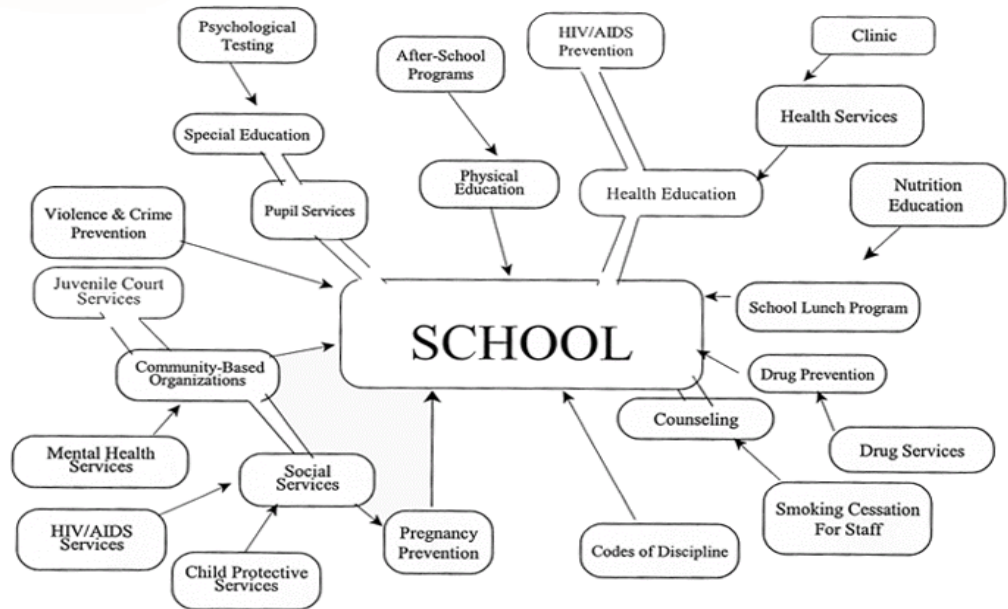 Psychological
Testing
After-School
Programs
HIV/AIDS
Prevention
Clinic
Health Services
Special Education
Physical
Education
Health Education
Nutrition
Education
Violence & Crime
Prevention
Pupil Services
Juvenile Court
Services
SCHOOL
School Lunch Program
Community-Based
Organizations
Drug Prevention
Counseling
Mental Health
Services
Social
Services
Drug Services
HIV/AIDS
Services
Pregnancy
Prevention
Smoking Cessation
For Staff
Child Protective
Services
Codes of Discipline